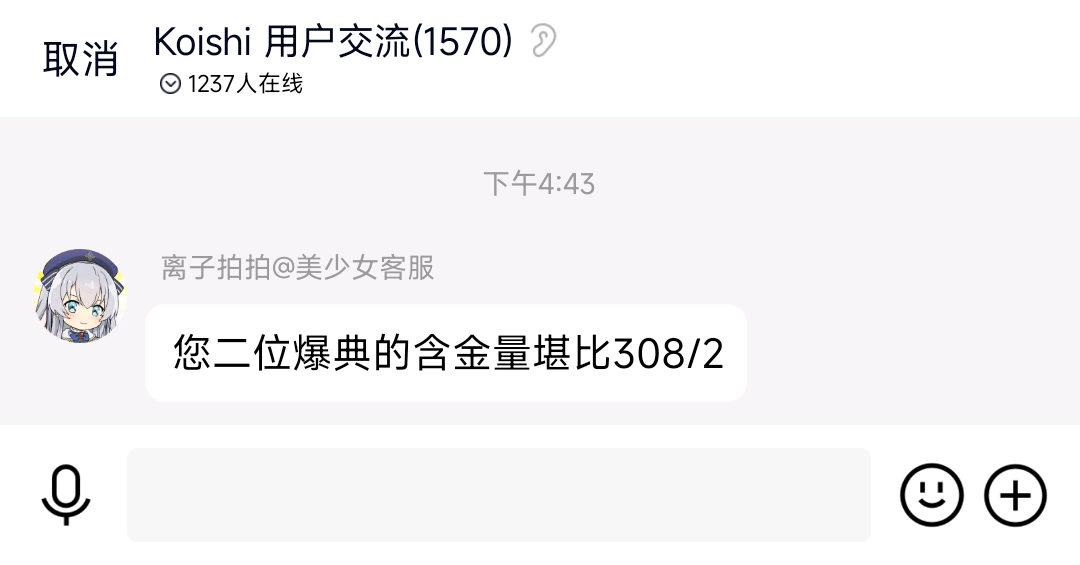 取消
Koishi 用户交流(1570)
1237人在线
下午4:43
离子拍拍@美少女客服
您二位爆典的含金量堪比308/2